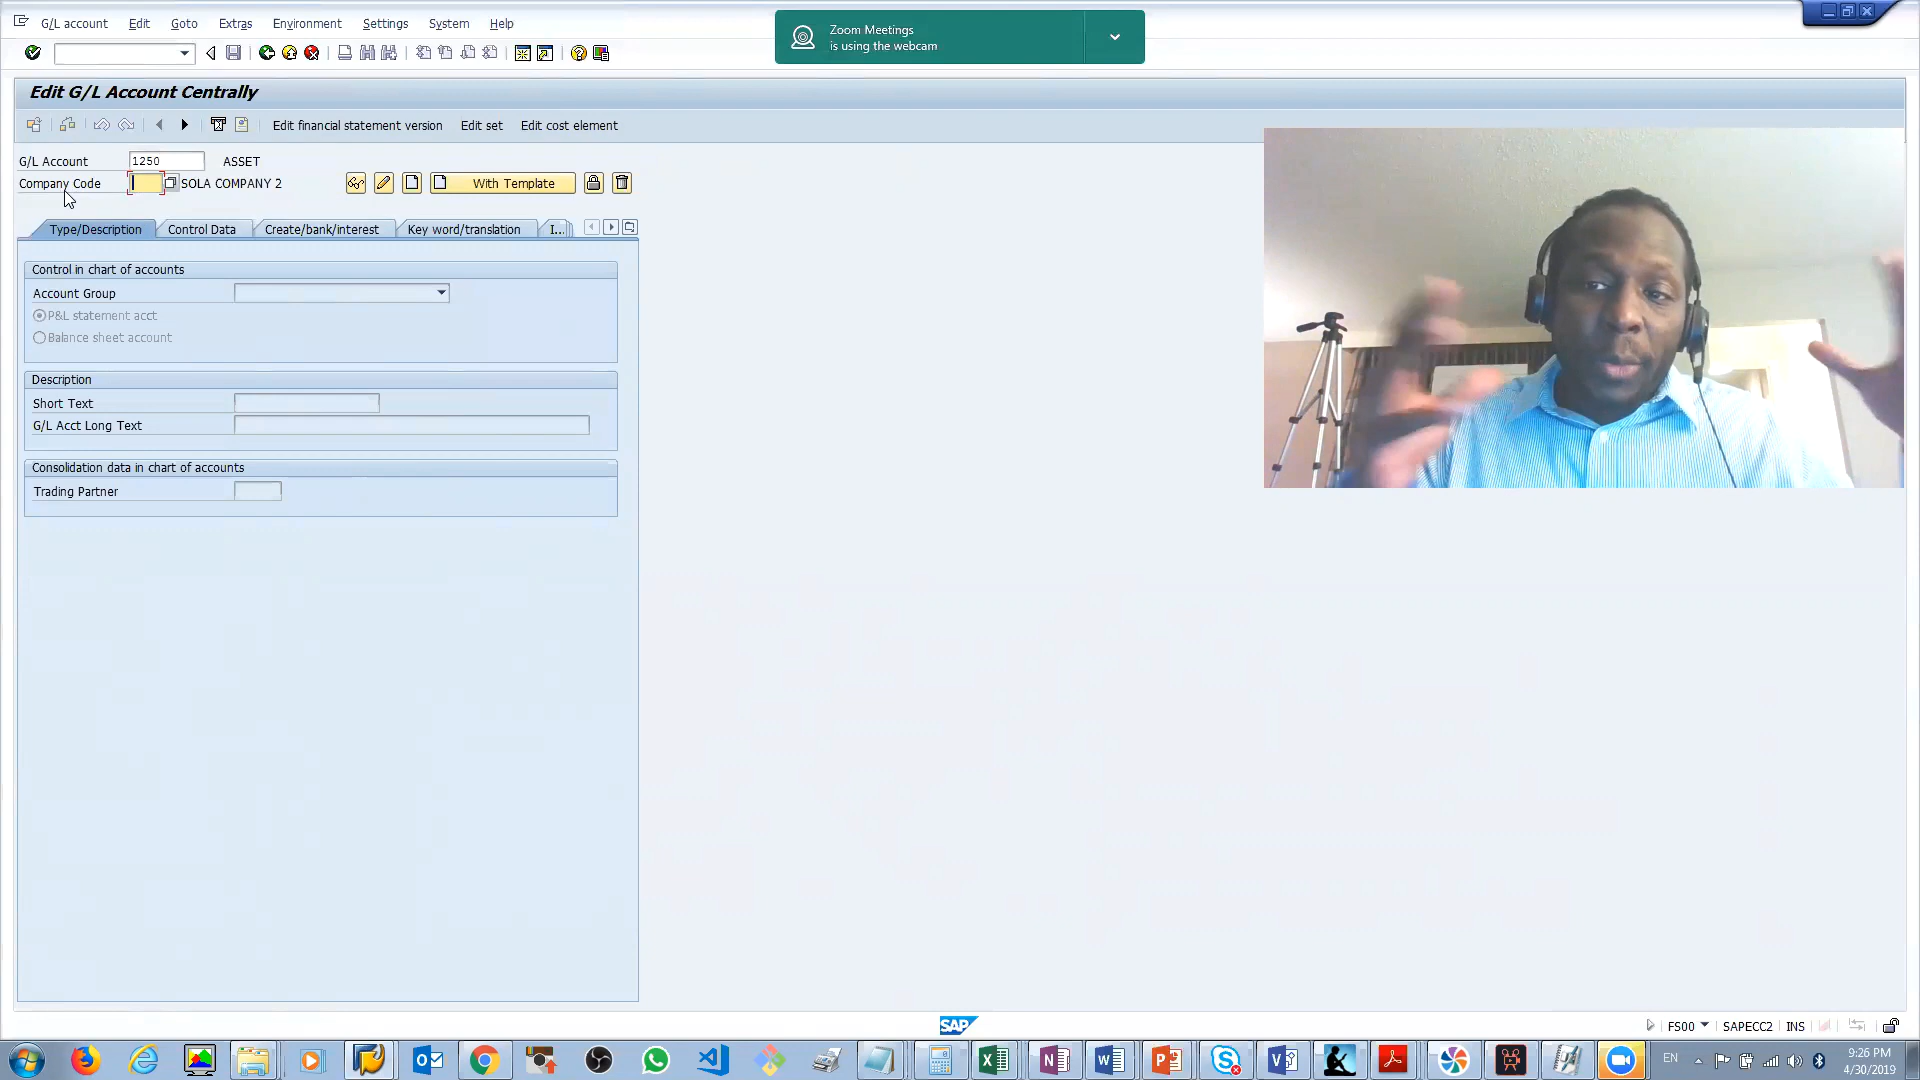 G/L account Edit Goto Extras Environment Settings System Help
Zoom Meetings
is using the webcam
Edit G/L Account Centrally
Edit financial statement version Edit set Edit cost element
G/L Account 1250 ASSET
Company Code SOLA COMPANY 2 With Template
Type/Description Control Data Create/bank/interest Key word/translation I...
Control in chart of accounts
Account Group
P&L statement acct
Balance sheet account
Description
Short Text
G/L Acct Long Text
Consolidation data in chart of accounts
Trading Partner
SAP
FS00 SAPECC2 INS
EN
9:26 PM
4/30/2019